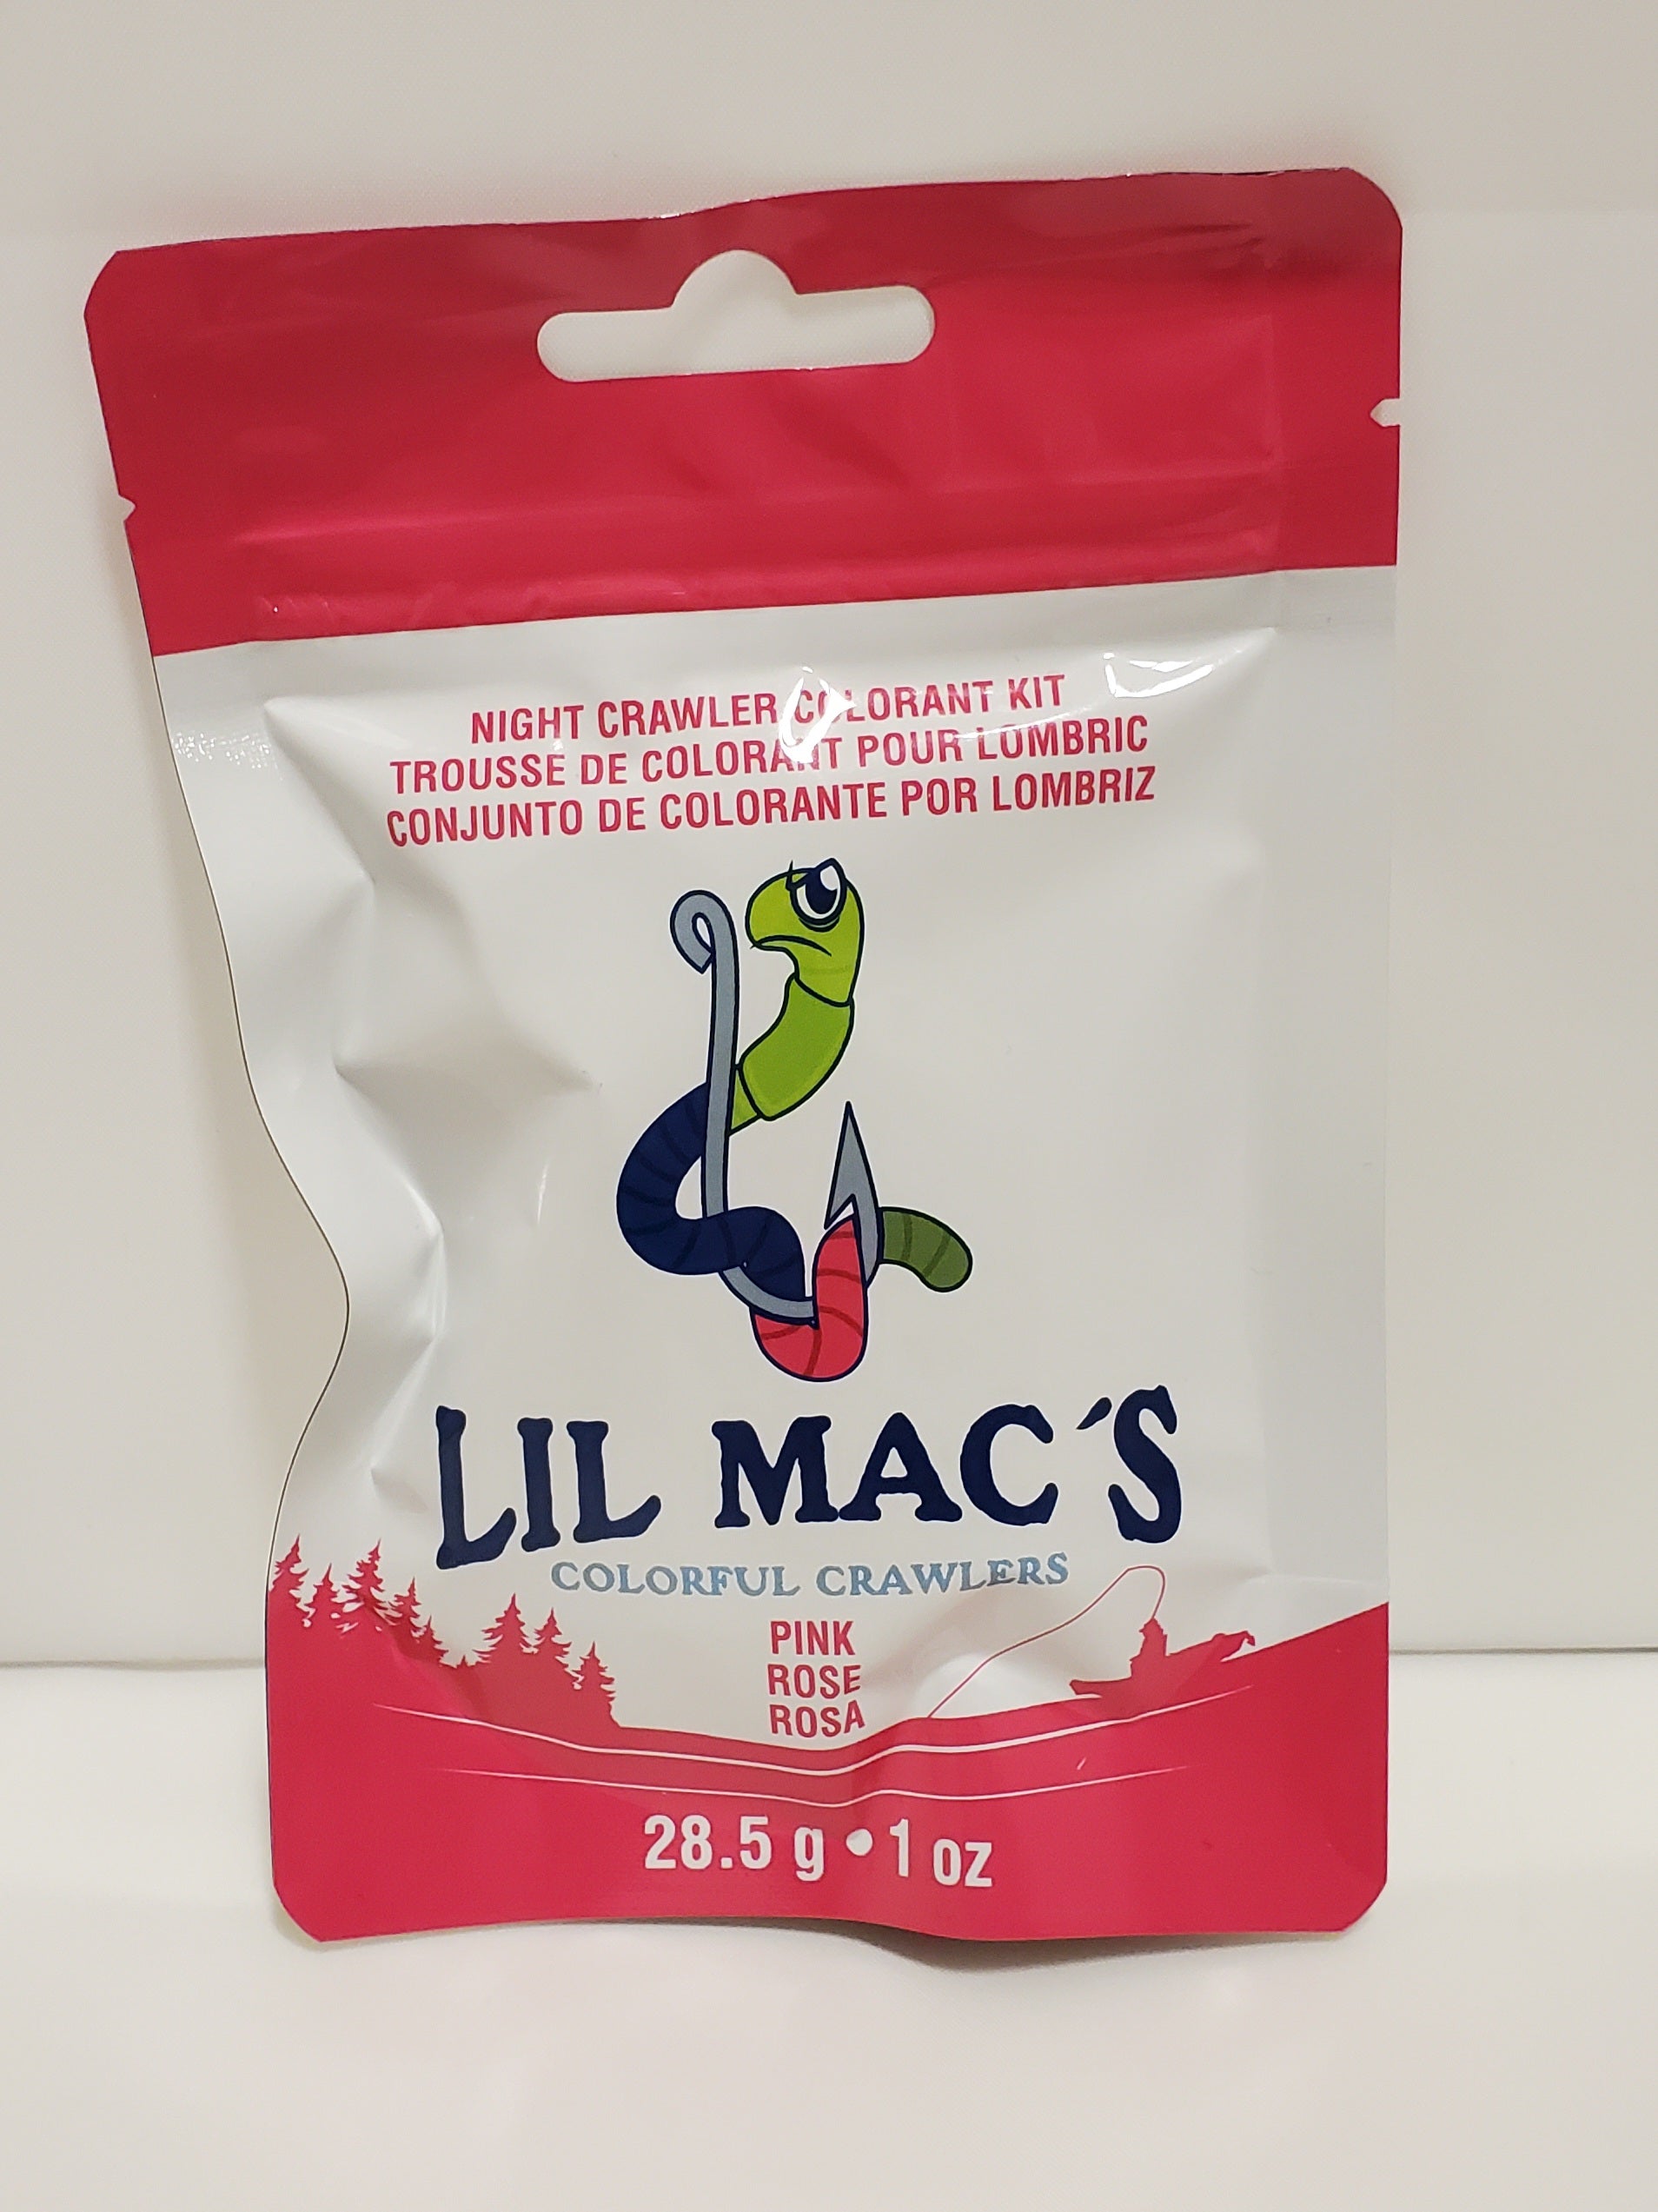 NIGHT CRAWLER COLORANT KIT
TROUSSE DE COLORANT POUR LOMBRIC
CONJUNTO DE COLORANTE POR LOMBRIZ
LIL MAC´S
COLORFUL CRAWLERS
PINK
ROSE
ROSA
28.5 g • 1 oz